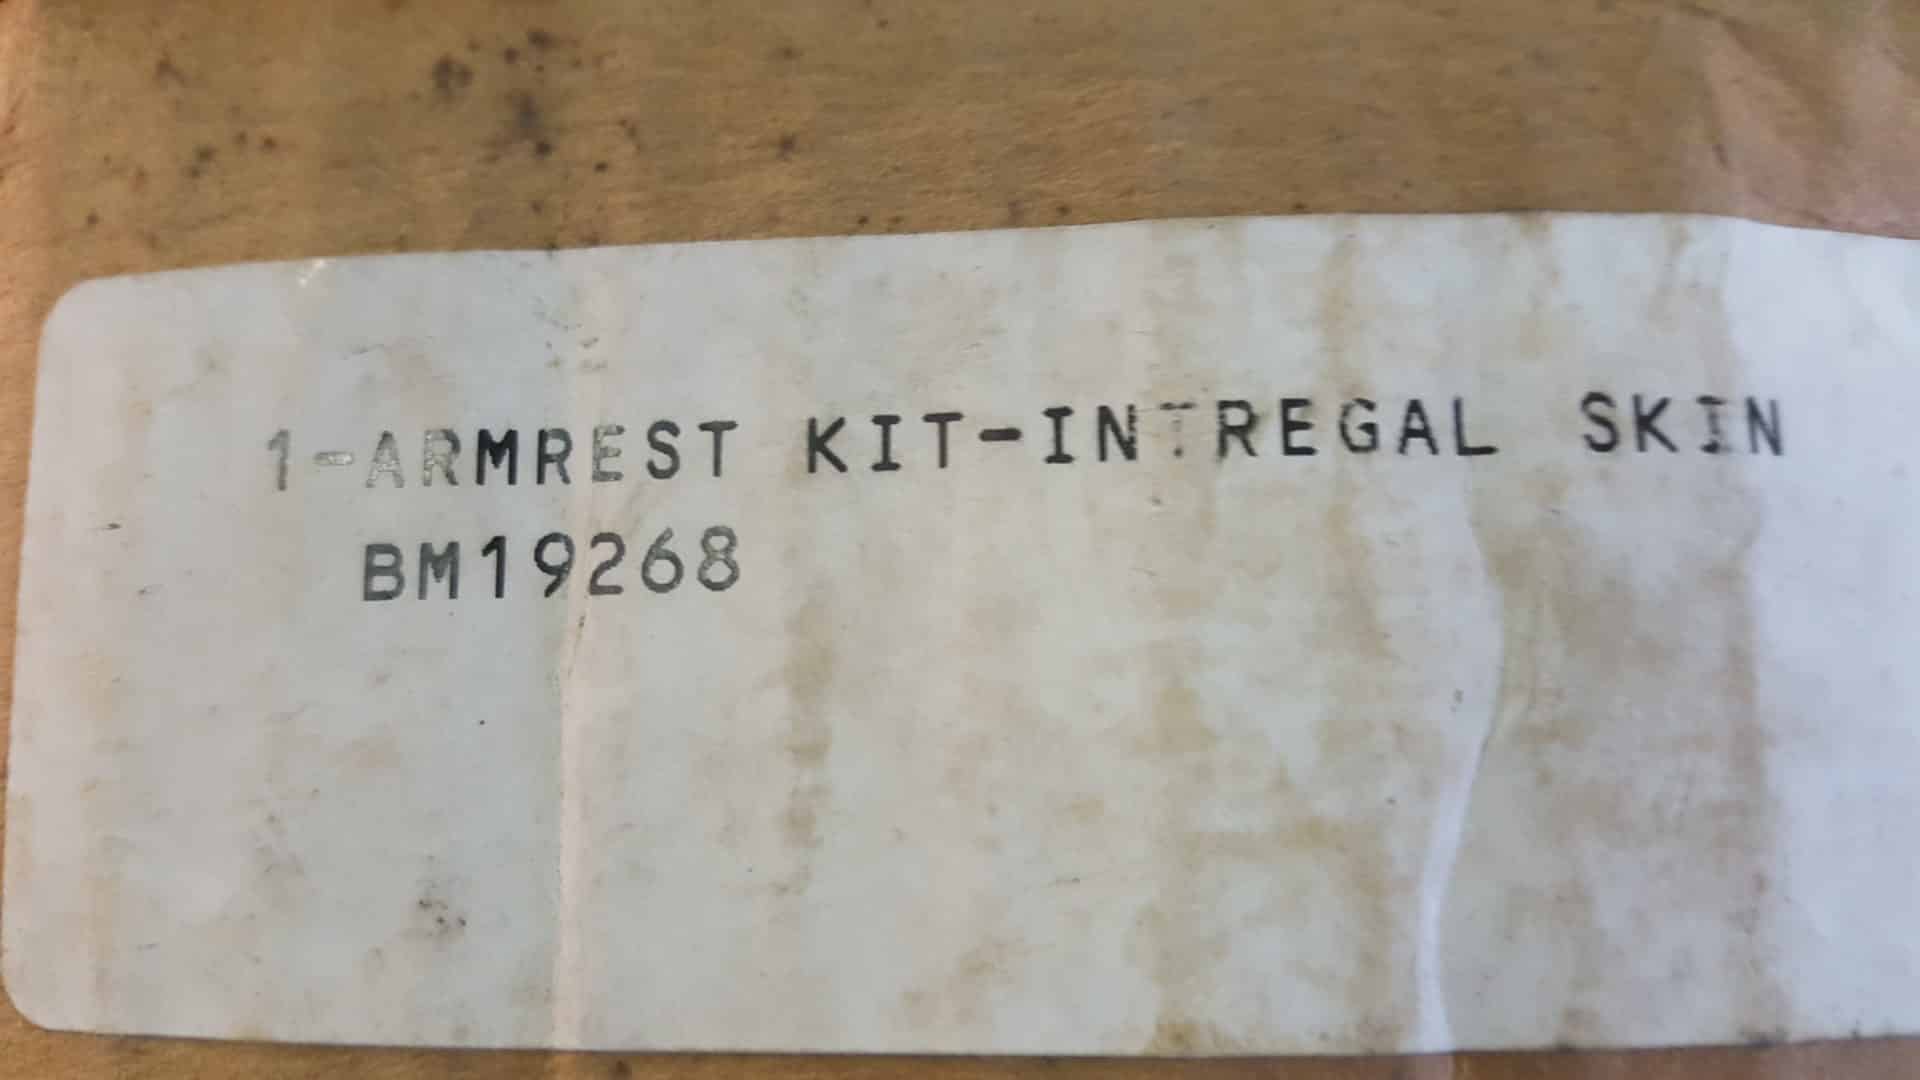 1-ARMREST KIT-INTREGAL SKIN
BM19268